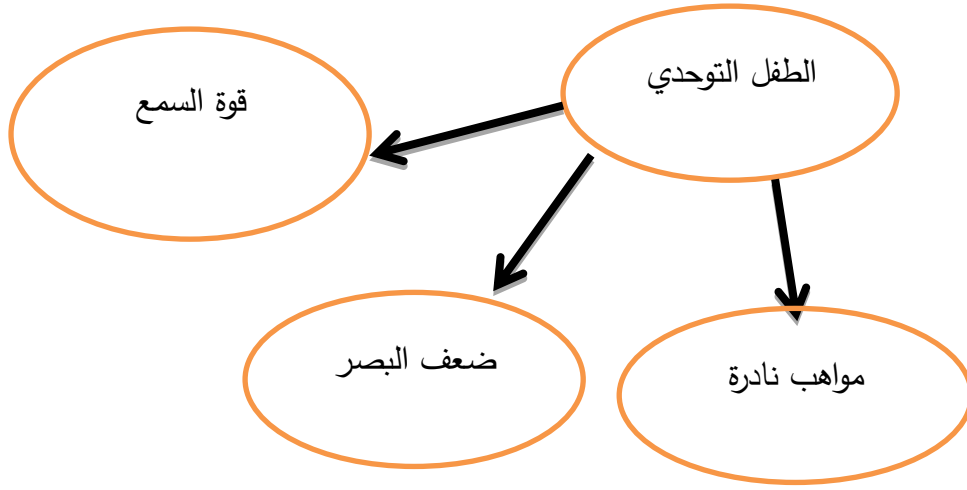 الطفل التوحدي
قوة السمع
ضعف البصر
مواهب نادرة